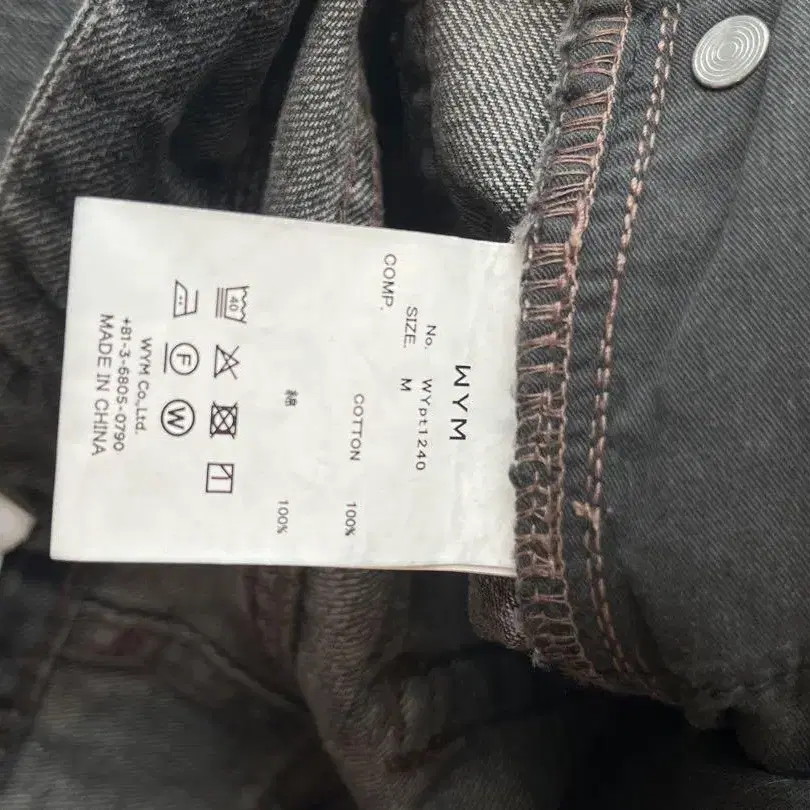 WYM
No. WYpt1240
SIZE. M
COMP.
COTTON 100%
綿 100%
40
F
W
WYM Co.,Ltd.
+81-3-6805-0790
MADE IN CHINA